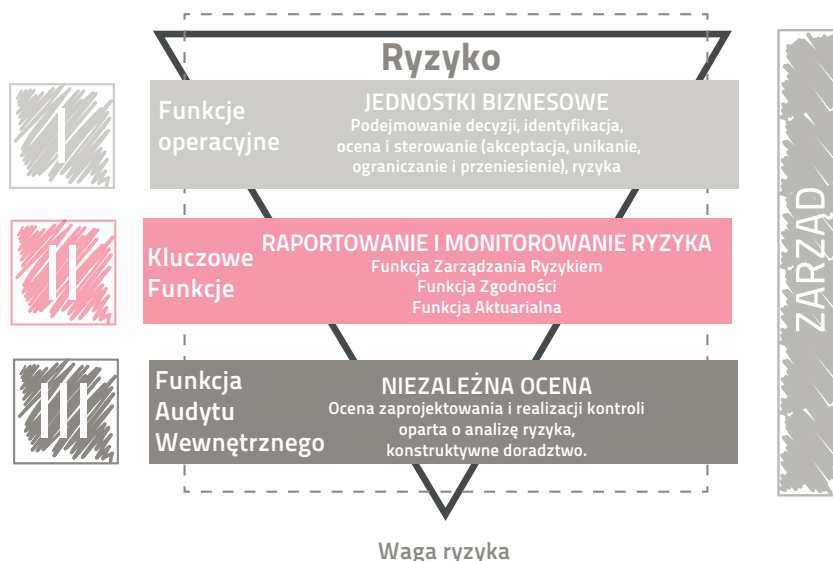 Ryzyko
I
Funkcje
operacyjne
JEDNOSTKI BIZNESOWE
Podejmowanie decyzji, identyfikacja,
ocena i sterowanie (akceptacja, unikanie,
ograniczanie i przeniesienie), ryzyka
II
Kluczowe
Funkcje
RAPORTOWANIE I MONITOROWANIE RYZYKA
Funkcja Zarządzania Ryzykiem
Funkcja Zgodności
Funkcja Aktuarialna
III
Funkcja
Audytu
Wewnętrznego
NIEZALEŻNA OCENA
Ocena zaprojektowania i realizacji kontroli
oparta o analizę ryzyka,
konstruktywne doradztwo.
ZARZĄD
Waga ryzyka